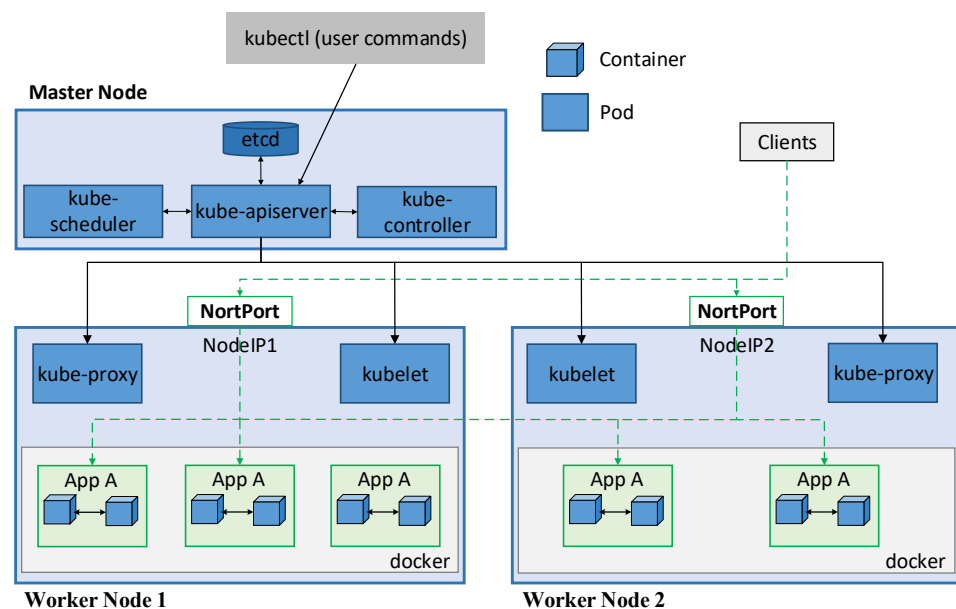 kubectl (user commands)
Container
Pod
Master Node
Clients
etcd
kube-
scheduler
kube-apiserver
kube-
controller
NortPort
NortPort
NodeIP1
NodeIP2
kube-proxy
kubelet
kubelet
kube-proxy
App A
App A
App A
App A
App A
docker
docker
Worker Node 1
Worker Node 2